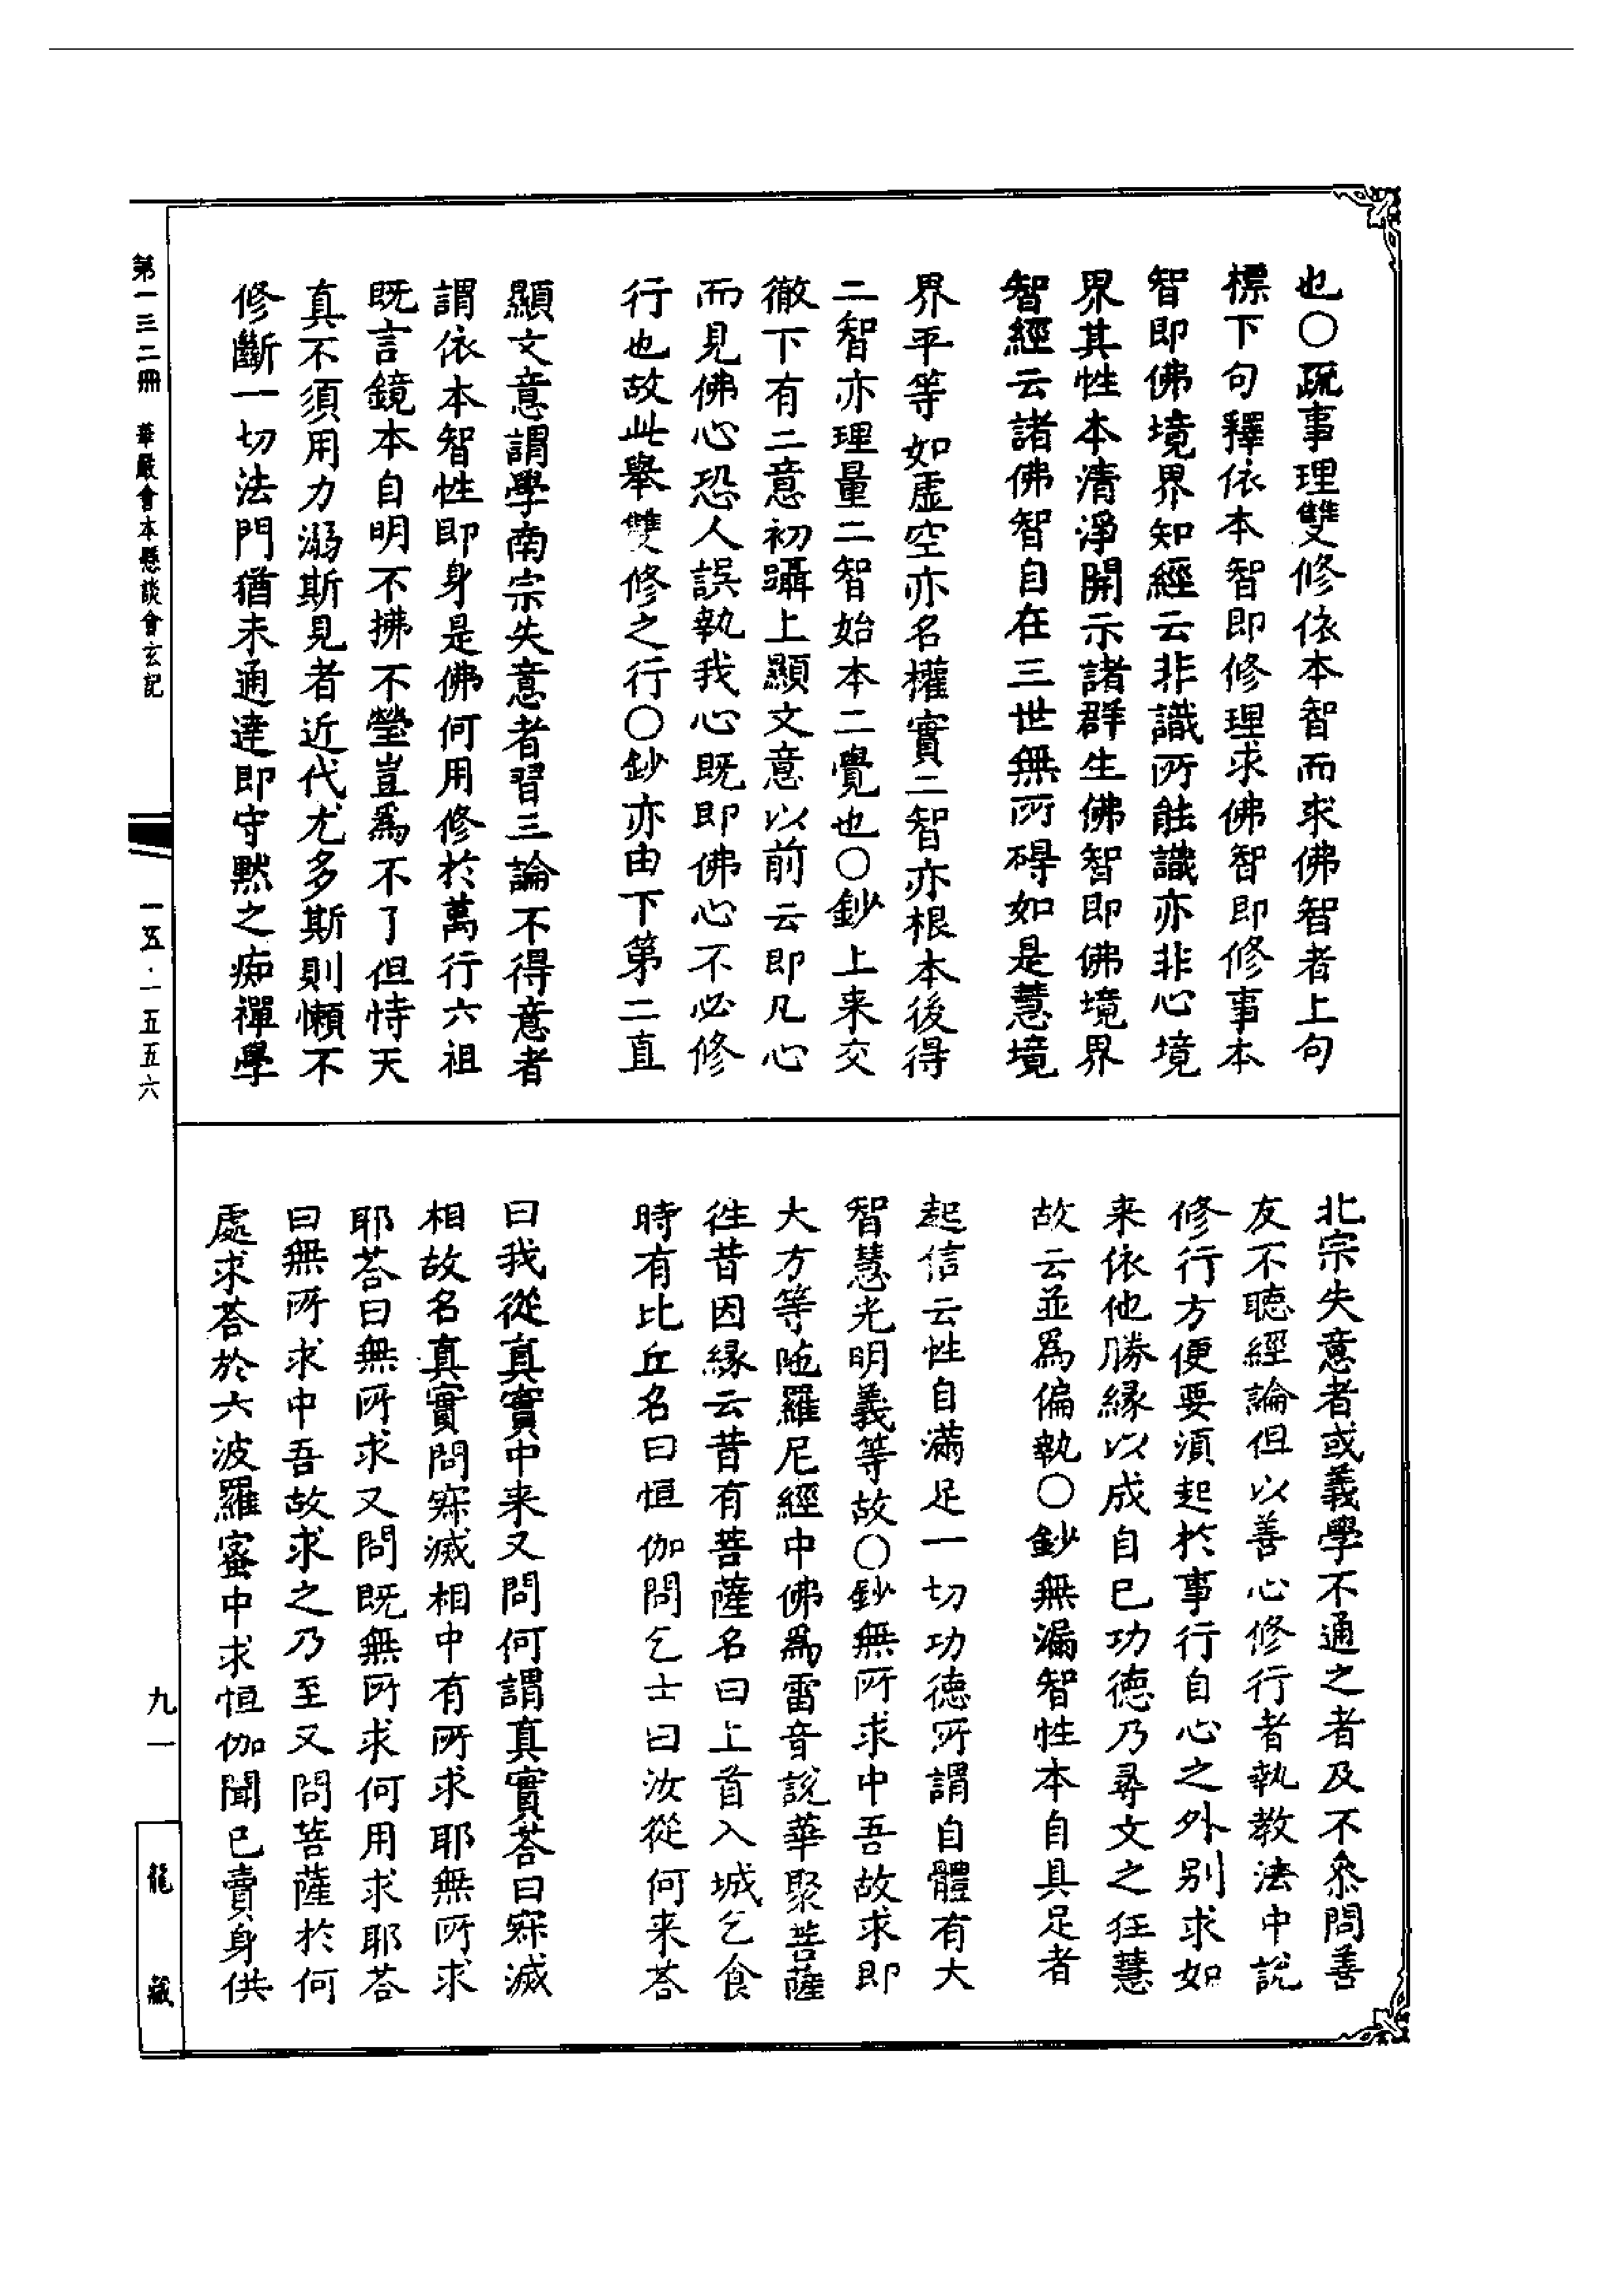 也〇䟽事理雙修依本智而求佛智者上句
標下句釋依本智即修理求佛智即修事本
智即佛境界知經云非識所能識亦非心境
界其性本清淨開示諸群生佛智即佛境界
智經云諸佛智自在三世無所碍如是慧境
界平等如虛空亦名權實二智亦根本後得
二智亦理量二智始本二覺也〇鈔上来交
徹下有二意初躡上顯文意以前云即凡心
而見佛心恐人誤執我心既即佛心不必修
行也故此舉雙修之行〇鈔亦由下第二直
顯文意謂學南宗失意者習三論不得意者
謂依本智性即身是佛何用修於萬行六祖
既言鏡本自明不拂不瑩豈爲不了但恃天
真不須用力溺斯見者近代尤多斯則懶不
修斷一切法門猶未通達即守默之痴禪學
北宗失意者或義學不通之者及不叅問善
友不聽經論但以善心修行者執教法中說
修行方便要須起於事行自心之外别求如
来依他勝縁以成自已功德乃尋文之狂慧
故云並爲偏執〇鈔無漏智性本自具足者
起信云性自滿足一切功德所謂自體有大
智慧光明義等故〇鈔無所求中吾故求即
大方等陁羅尼經中佛爲雷音說華聚菩薩
徃昔因縁云昔有菩薩名曰上首入城乞食
時有比丘名曰恒伽問乞士曰汝從何来荅
曰我從真實中来又問何謂真實荅曰寂滅
相故名真實問寂滅相中有所求耶無所求
耶荅曰無所求又問既無所求何用求耶荅
曰無所求中吾故求之乃至又問菩薩於何
處求荅於六波羅蜜中求恒伽聞已賣身供
第一三二冊 華嚴會本懸談會玄記
一五·一五五六
九一
龍藏